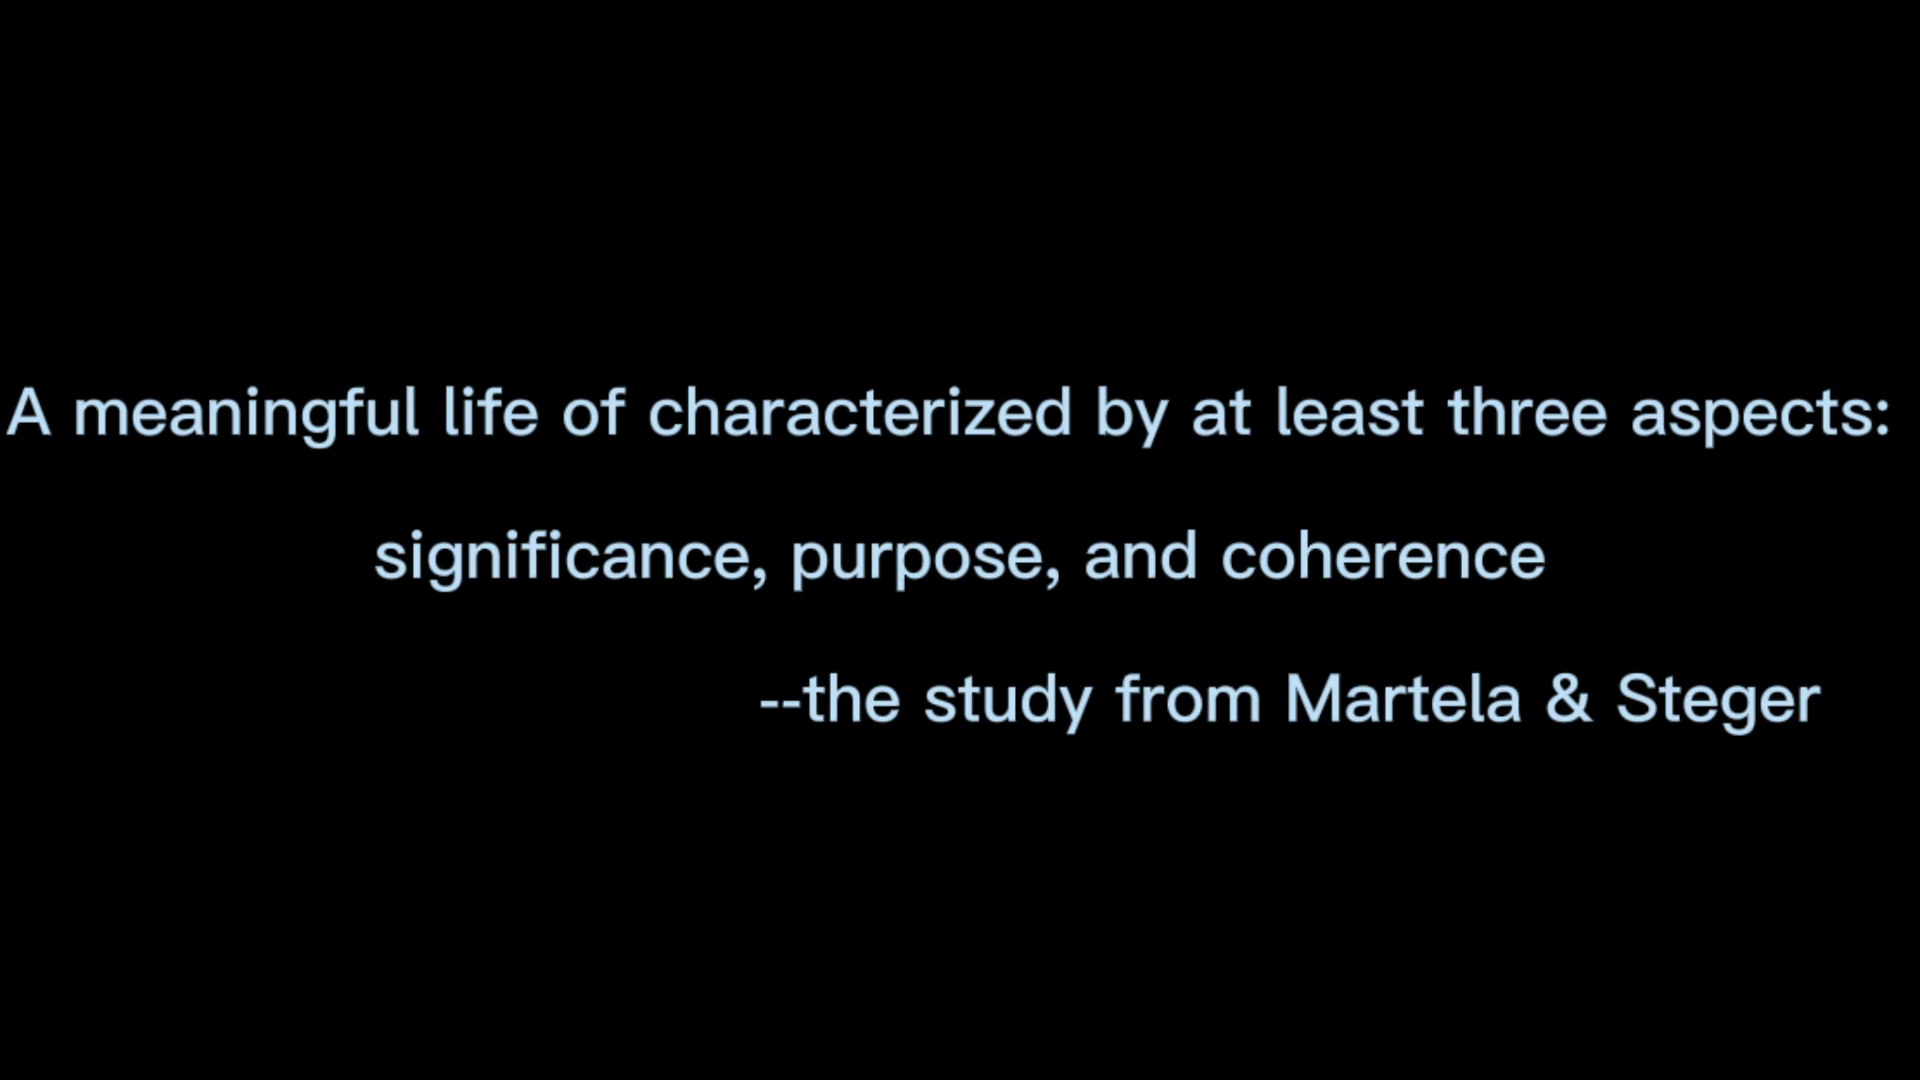 A meaningful life of characterized by at least three aspects:
significance, purpose, and coherence
--the study from Martela & Steger